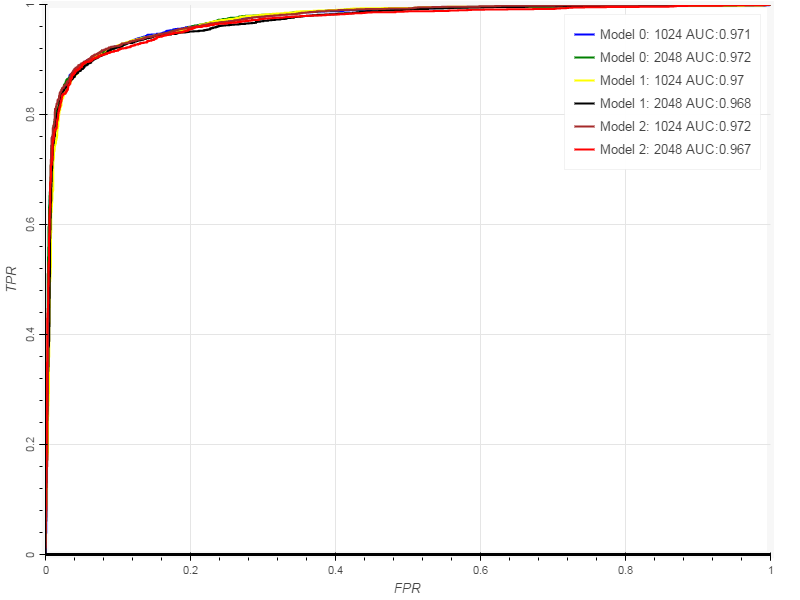 1
Model 0: 1024 AUC:0.971
Model 0: 2048 AUC:0.972
Model 1: 1024 AUC:0.97
Model 1: 2048 AUC:0.968
Model 2: 1024 AUC:0.972
Model 2: 2048 AUC:0.967
0.8
0.6
TPR
0.4
0.2
0
0 0.2 0.4 0.6 0.8 1
FPR